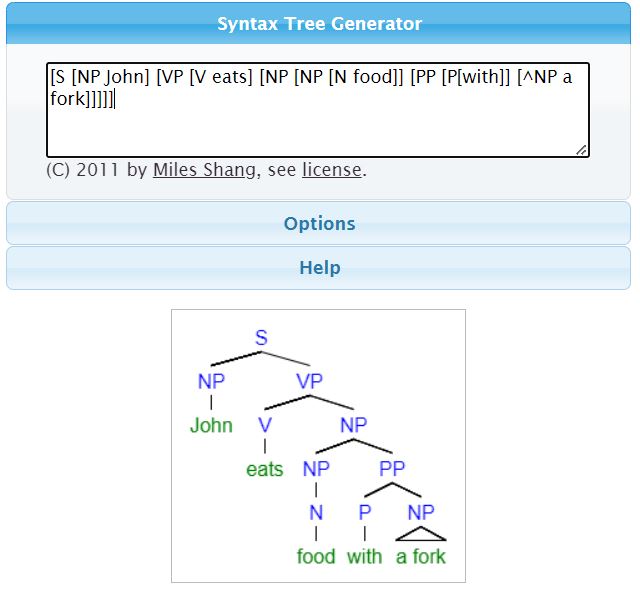 Syntax Tree Generator
[S [NP John] [VP [V eats] [NP [NP [N food]] [PP [P[with]] [^NP a
fork]]]]]
(C) 2011 by Miles Shang, see license.
Options
Help
S
NP VP
John V NP
eats NP PP
N P NP
food with a fork